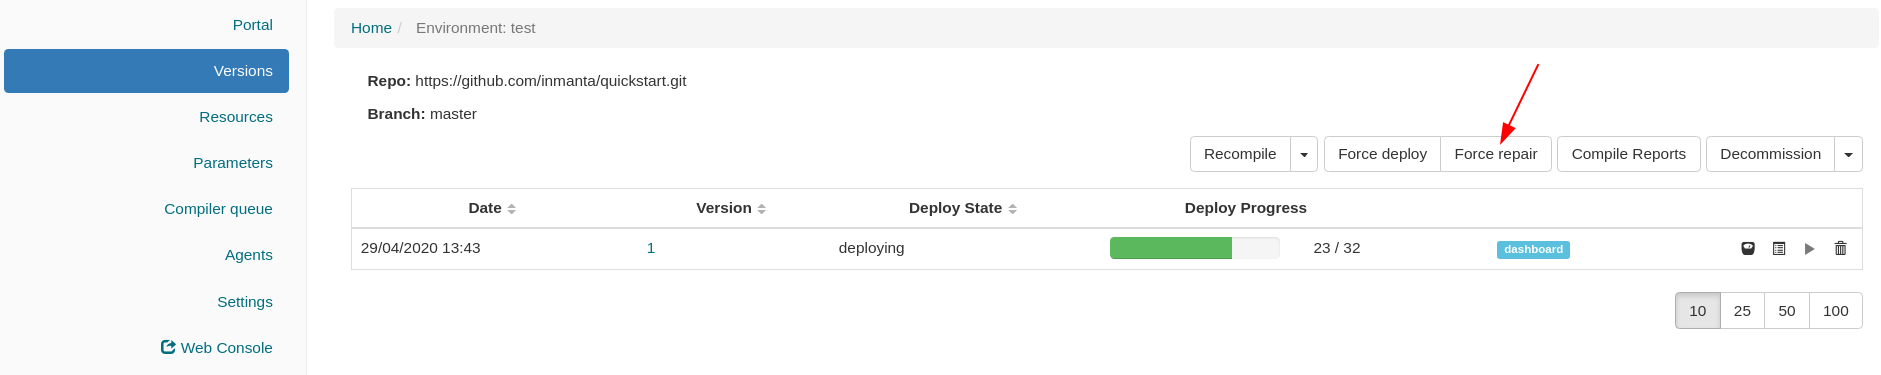 Portal
Versions
Resources
Parameters
Compiler queue
Agents
Settings
Web Console
Home / Environment: test
Repo: https://github.com/inmanta/quickstart.git
Branch: master
Recompile Force deploy Force repair Compile Reports Decommission
Date Version Deploy State Deploy Progress
29/04/2020 13:43 1 deploying 23 / 32 dashboard
10 25 50 100